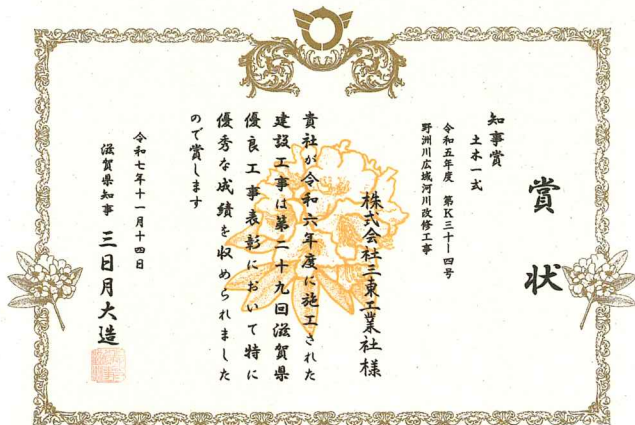 賞状
知事賞
土木一式
令和五年度 第K三十一四号
野洲川広域河川改修工事
株式会社三東工業社様
貴社が令和六年度に施工された
建設工事は第二十九回滋賀県
優良工事表彰において特に
優秀な成績を収められました
ので賞します
令和七年十一月十四日
滋賀県知事 三日月大造